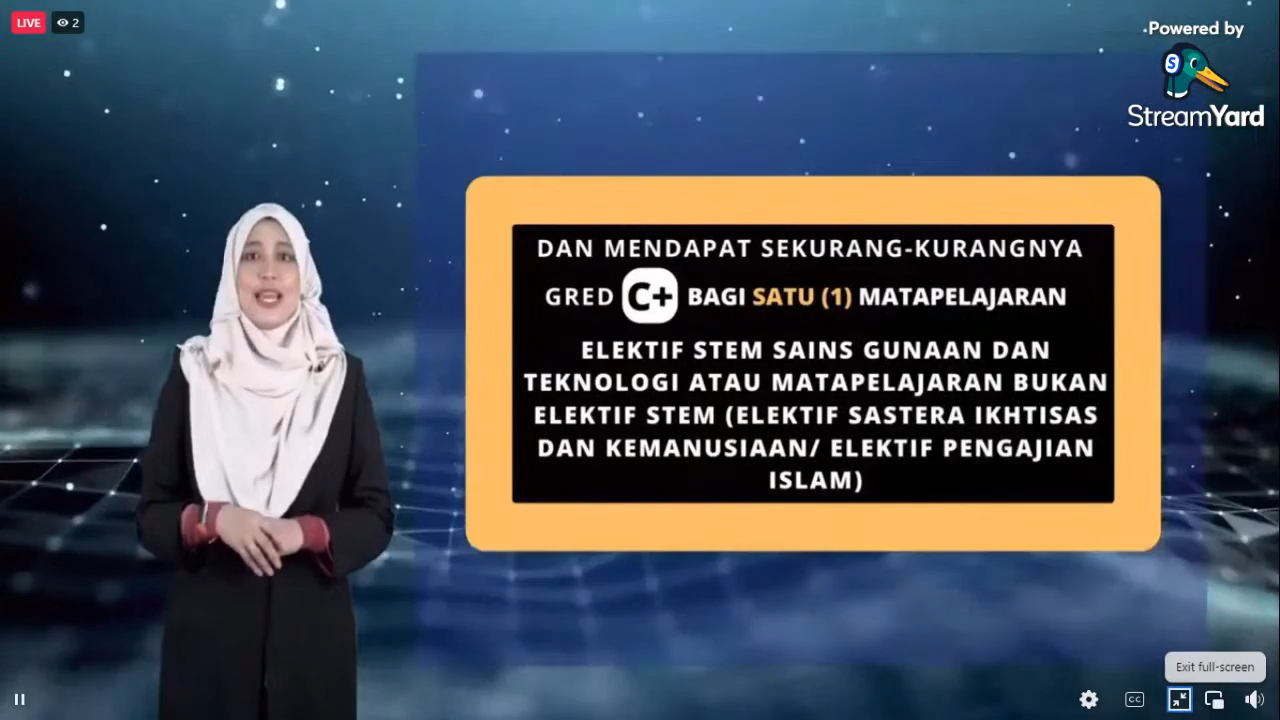 LIVE 2
Powered by
S
StreamYard
DAN MENDAPAT SEKURANG-KURANGNYA
GRED C+ BAGI SATU (1) MATAPELAJARAN
ELEKTIF STEM SAINS GUNAAN DAN
TEKNOLOGI ATAU MATAPELAJARAN BUKAN
ELEKTIF STEM (ELEKTIF SASTERA IKHTISAS
DAN KEMANUSIAAN/ ELEKTIF PENGAJIAN
ISLAM)
Exit full-screen
CC